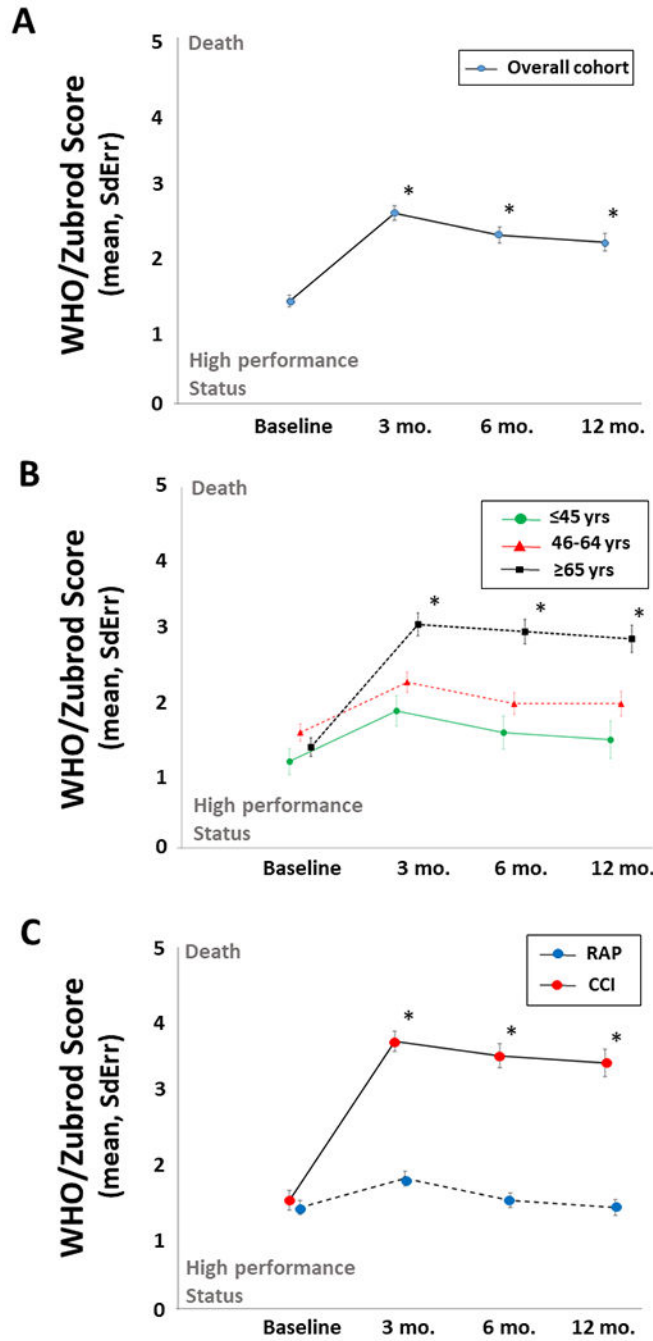 A
WHO/Zubrod Score
(mean, SdErr)
5
4
3
2
1
0
Death
Overall cohort
*
*
*
High performance
Status
Baseline 3 mo. 6 mo. 12 mo.
B
WHO/Zubrod Score
(mean, SdErr)
5
4
3
2
1
0
Death
≤45 yrs
46-64 yrs
≥65 yrs
*
*
*
High performance
Status
Baseline 3 mo. 6 mo. 12 mo.
C
WHO/Zubrod Score
(mean, SdErr)
5
4
3
2
1
0
Death
RAP
CCI
*
*
*
High performance
Status
Baseline 3 mo. 6 mo. 12 mo.